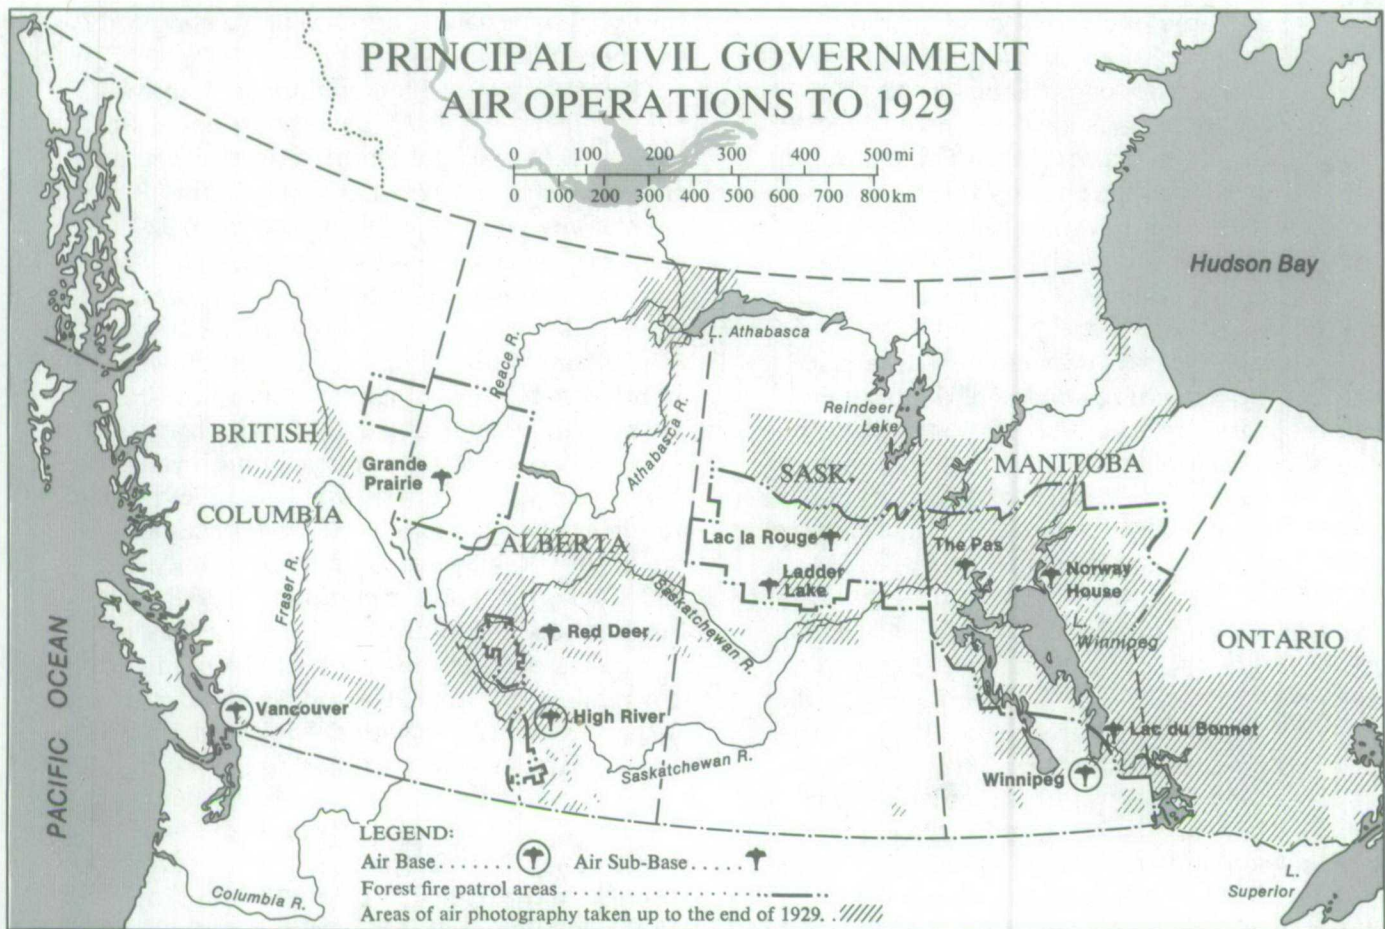 PRINCIPAL CIVIL GOVERNMENT
AIR OPERATIONS TO 1929
0 100 200 300 400 500 mi
0 100 200 300 400 500 600 700 800 km
Hudson Bay
L. Athabasca
Peace R.
Reindeer
Lake
Athabasca R.
BRITISH
COLUMBIA
Grande
Prairie
SASK.
MANITOBA
ALBERTA
Lac la Rouge
The Pas
Ladder
Lake
Norway
House
Fraser R.
Saskatchewan R.
Red Deer
L.
Winnipeg
ONTARIO
PACIFIC OCEAN
Vancouver
High River
Lac du Bonnet
Saskatchewan R.
Winnipeg
LEGEND:
Air Base....... Air Sub-Base.....
Forest fire patrol areas
Areas of air photography taken up to the end of 1929. .
Columbia R.
L.
Superior